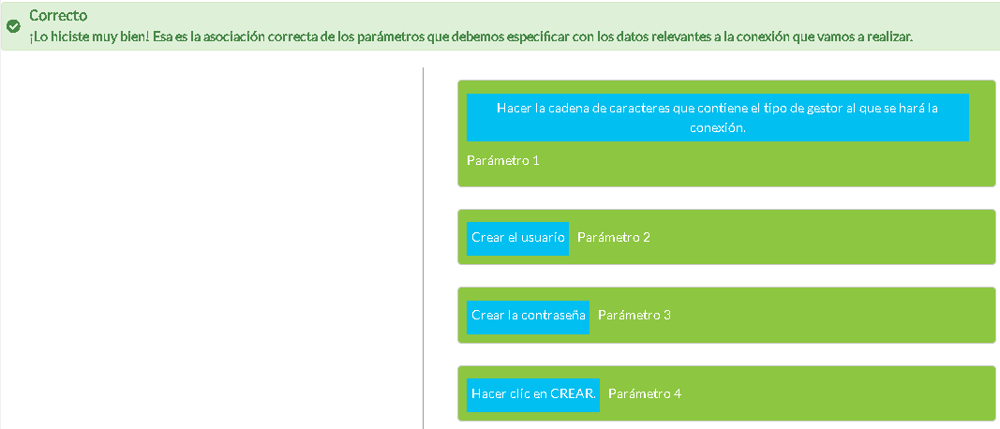 Correcto
¡Lo hiciste muy bien! Esa es la asociación correcta de los parámetros que debemos especificar con los datos relevantes a la conexión que vamos a realizar.
Hacer la cadena de caracteres que contiene el tipo de gestor al que se hará la
conexión.
Parámetro 1
Crear el usuario Parámetro 2
Crear la contraseña Parámetro 3
Hacer clic en CREAR. Parámetro 4